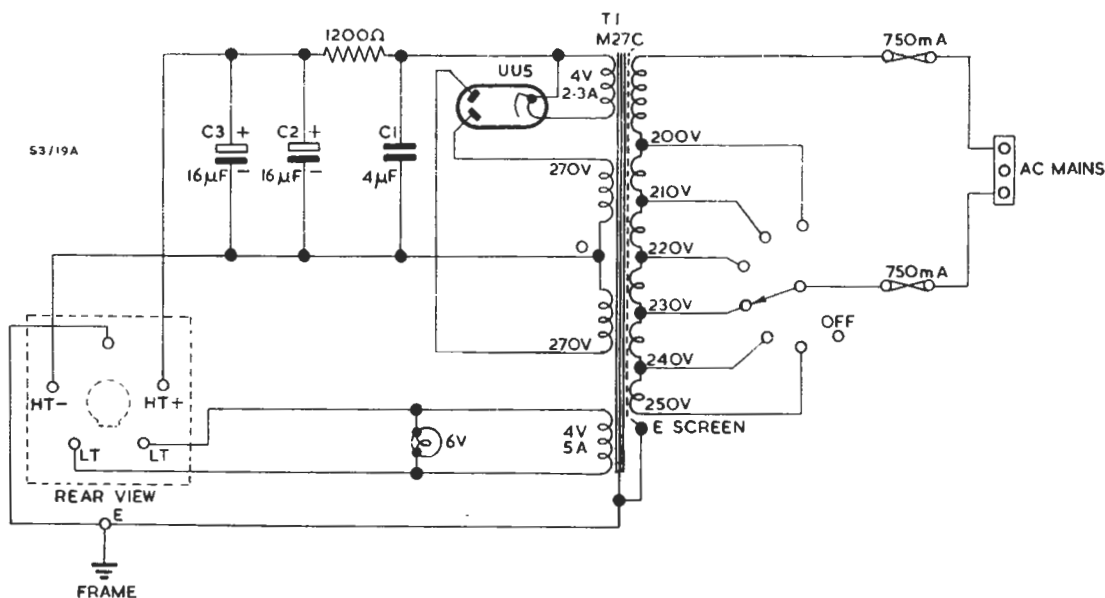 T1
M27C
1200Ω
750mA
UU5
4V
2·3A
S3/19A
C3 +
16μF −
C2 +
16μF −
C1
4μF
200V
AC MAINS
270V
210V
O
220V
750mA
230V
OFF
270V
240V
HT−
HT+
250V
E SCREEN
6V
4V
5A
LT
LT
REAR VIEW
E
FRAME